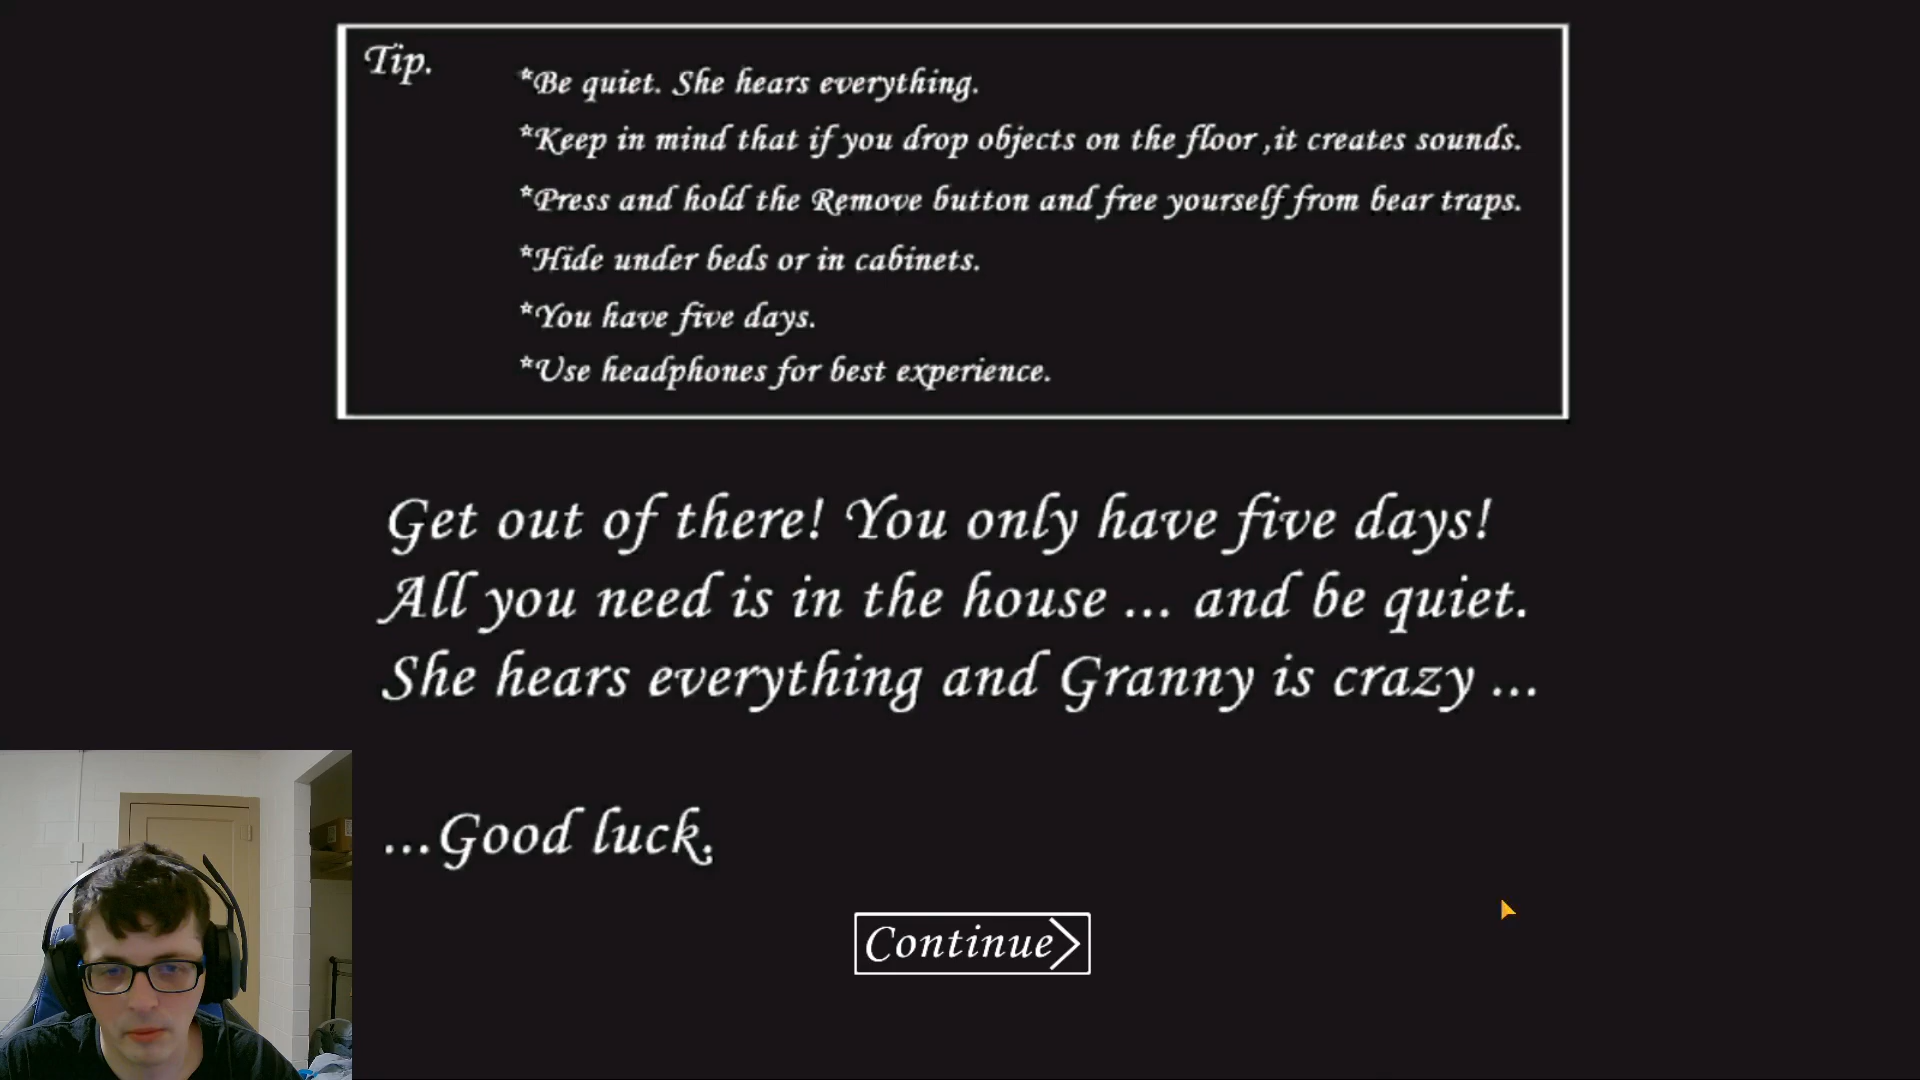 Tip.
*Be quiet. She hears everything.
*Keep in mind that if you drop objects on the floor ,it creates sounds.
*Press and hold the Remove button and free yourself from bear traps.
*Hide under beds or in cabinets.
*You have five days.
*Use headphones for best experience.
Get out of there! You only have five days!
All you need is in the house ... and be quiet.
She hears everything and Granny is crazy ...
...Good luck.
Continue>